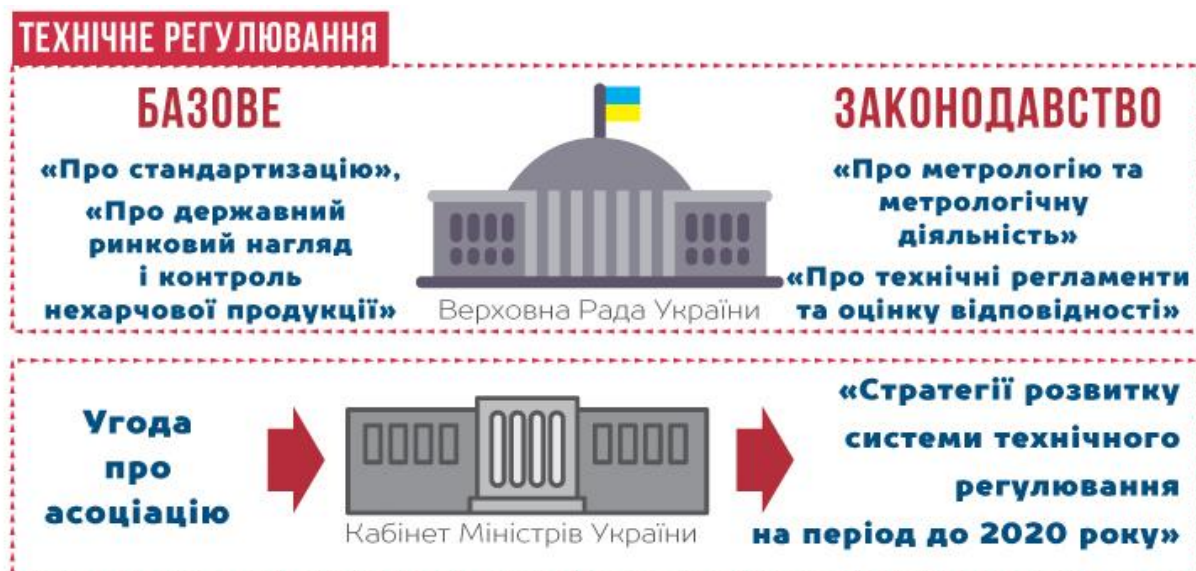 ТЕХНІЧНЕ РЕГУЛЮВАННЯ
БАЗОВЕ
«Про стандартизацію»,
«Про державний
ринковий нагляд
і контроль
нехарчової продукції»
Верховна Рада України
ЗАКОНОДАВСТВО
«Про метрологію та
метрологічну
діяльність»
«Про технічні регламенти
та оцінку відповідності»
Угода
про
асоціацію
Кабінет Міністрів України
«Стратегії розвитку
системи технічного
регулювання
на період до 2020 року»